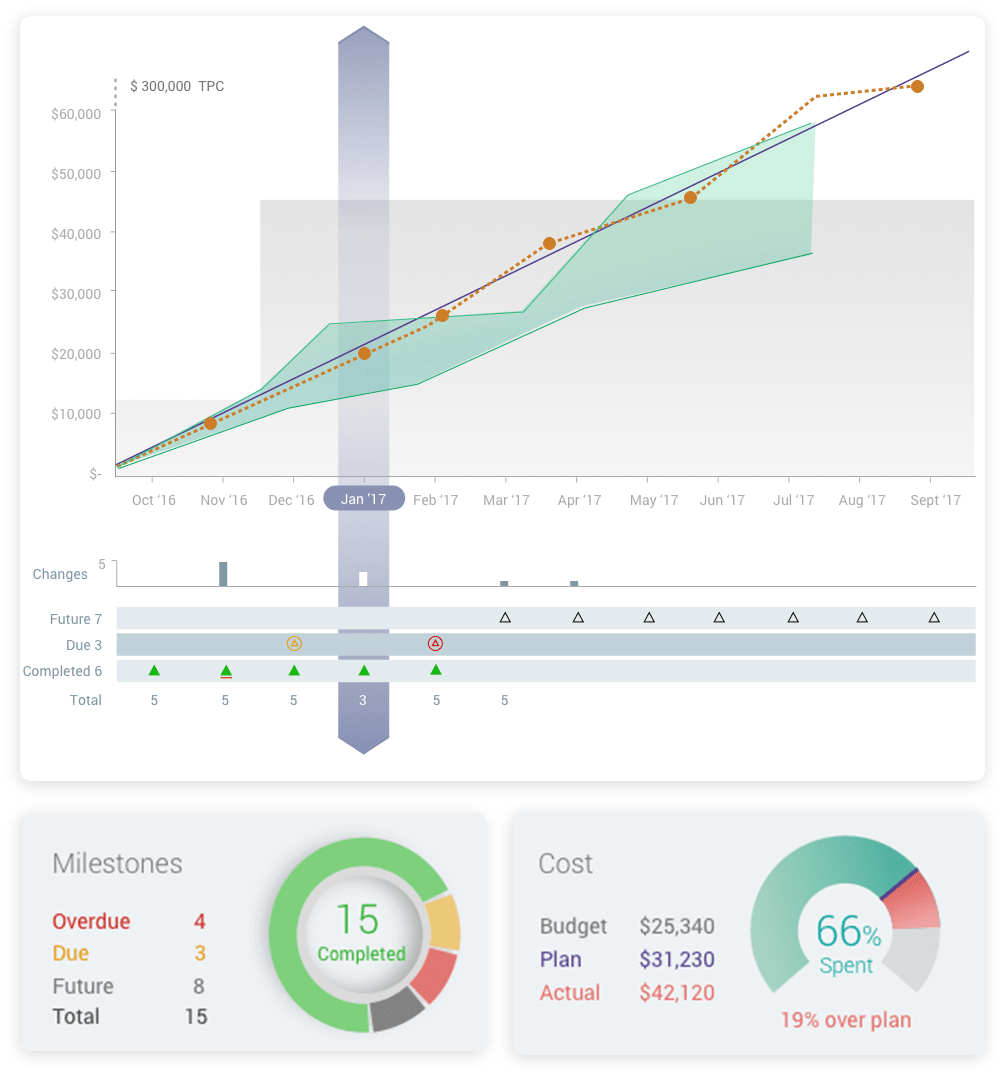 $ 300,000 TPC
$60,000
$50,000
$40,000
$30,000
$20,000
$10,000
$-
Oct ‘16 Nov ‘16 Dec ‘16 Jan ‘17 Feb ‘17 Mar ‘17 Apr ‘17 May ‘17 Jun ‘17 Jul ‘17 Aug ‘17 Sept ‘17
5
Changes
Future 7
Due 3
Completed 6
Total 5 5 5 3 5 5
Milestones
Overdue 4
Due 3
Future 8
Total 15
15
Completed
Cost
Budget $25,340
Plan $31,230
Actual $42,120
66%
Spent
19% over plan